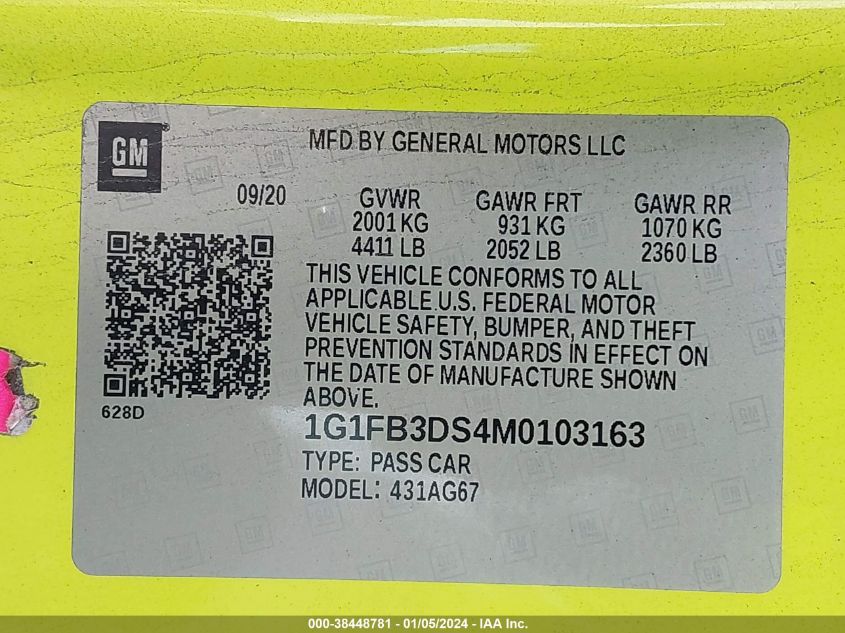 GM
MFD BY GENERAL MOTORS LLC
09/20
GVWR GAWR FRT GAWR RR
2001 KG 931 KG 1070 KG
4411 LB 2052 LB 2360 LB
THIS VEHICLE CONFORMS TO ALL
APPLICABLE U.S. FEDERAL MOTOR
VEHICLE SAFETY, BUMPER, AND THEFT
PREVENTION STANDARDS IN EFFECT ON
THE DATE OF MANUFACTURE SHOWN
ABOVE.
628D
1G1FB3DS4M0103163
TYPE: PASS CAR
MODEL: 431AG67
000-38448781 - 01/05/2024 - IAA Inc.